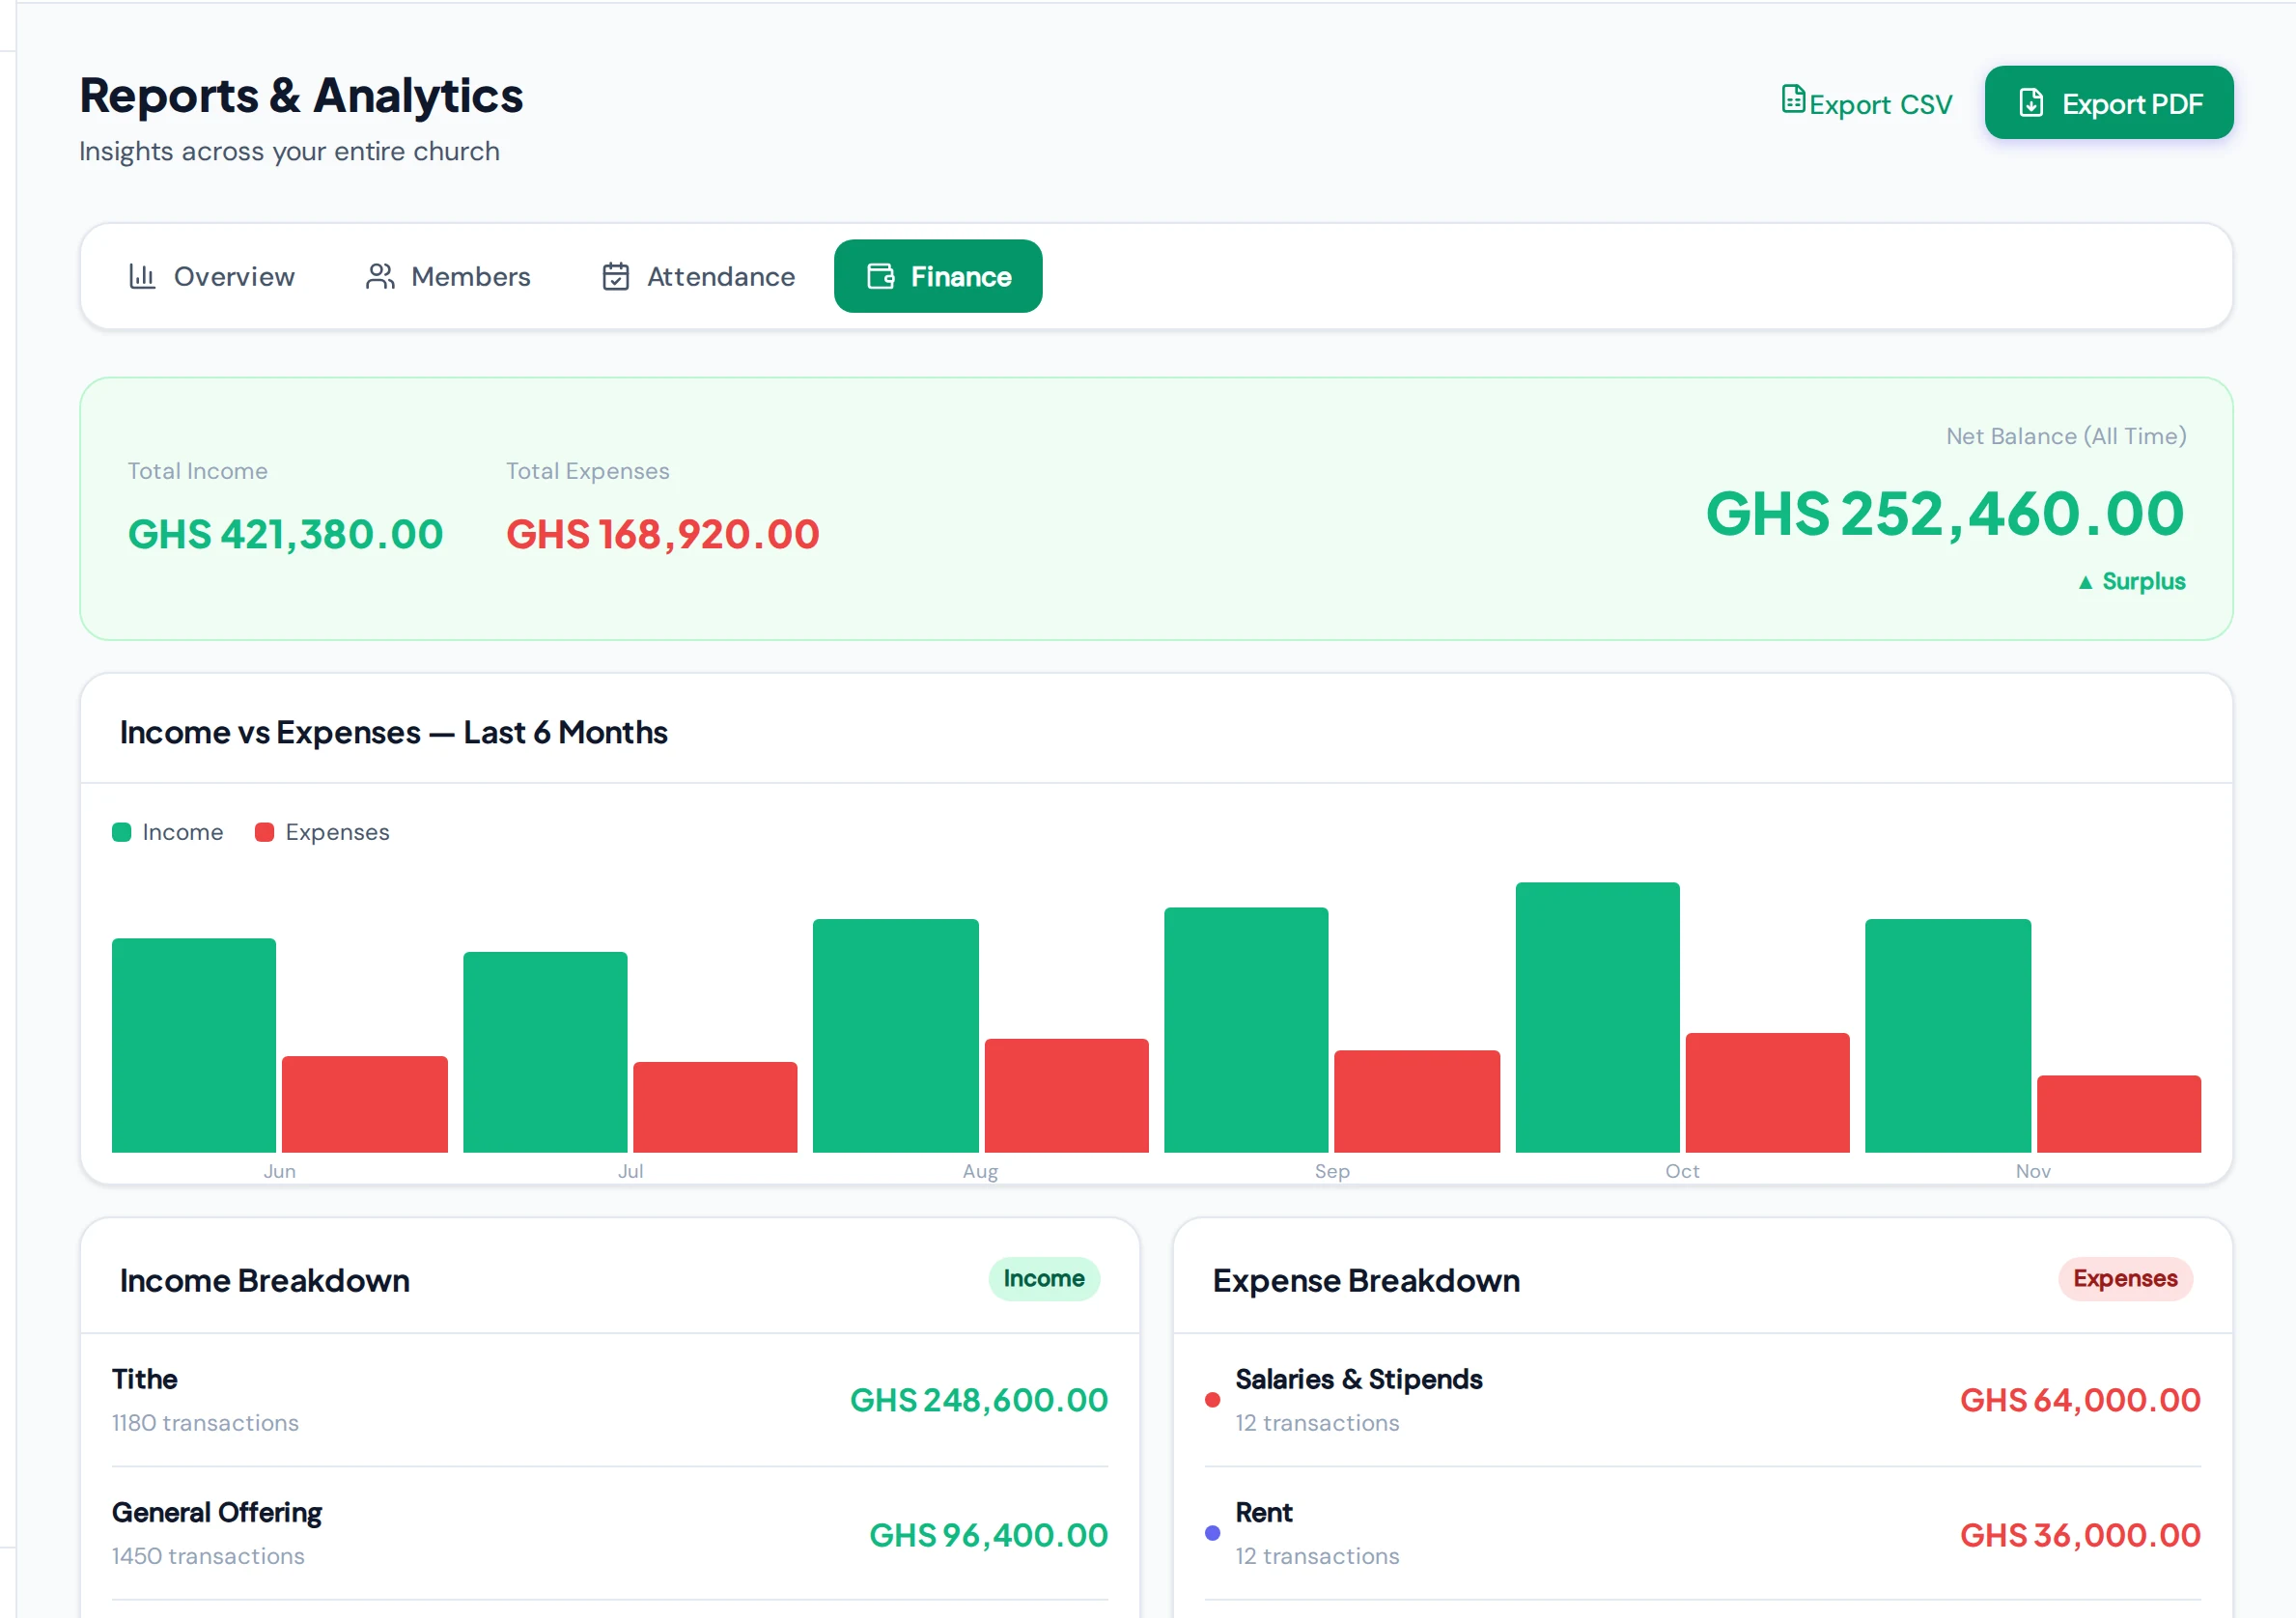 Reports & Analytics
Insights across your entire church
Export CSV
Export PDF
Overview
Members
Attendance
Finance
Total Income
GHS 421,380.00
Total Expenses
GHS 168,920.00
Net Balance (All Time)
GHS 252,460.00
▲ Surplus
Income vs Expenses — Last 6 Months
Income
Expenses
Jun
Jul
Aug
Sep
Oct
Nov
Income Breakdown
Income
Tithe
1180 transactions
GHS 248,600.00
General Offering
1450 transactions
GHS 96,400.00
Expense Breakdown
Expenses
Salaries & Stipends
12 transactions
GHS 64,000.00
Rent
12 transactions
GHS 36,000.00